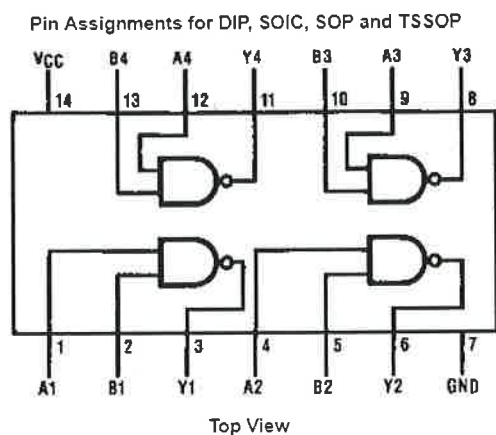 Pin Assignments for DIP, SOIC, SOP and TSSOP
VCC B4 A4 Y4 B3 A3 Y3
14 13 12 11 10 9 8
1 2 3 4 5 6 7
A1 B1 Y1 A2 B2 Y2 GND
Top View